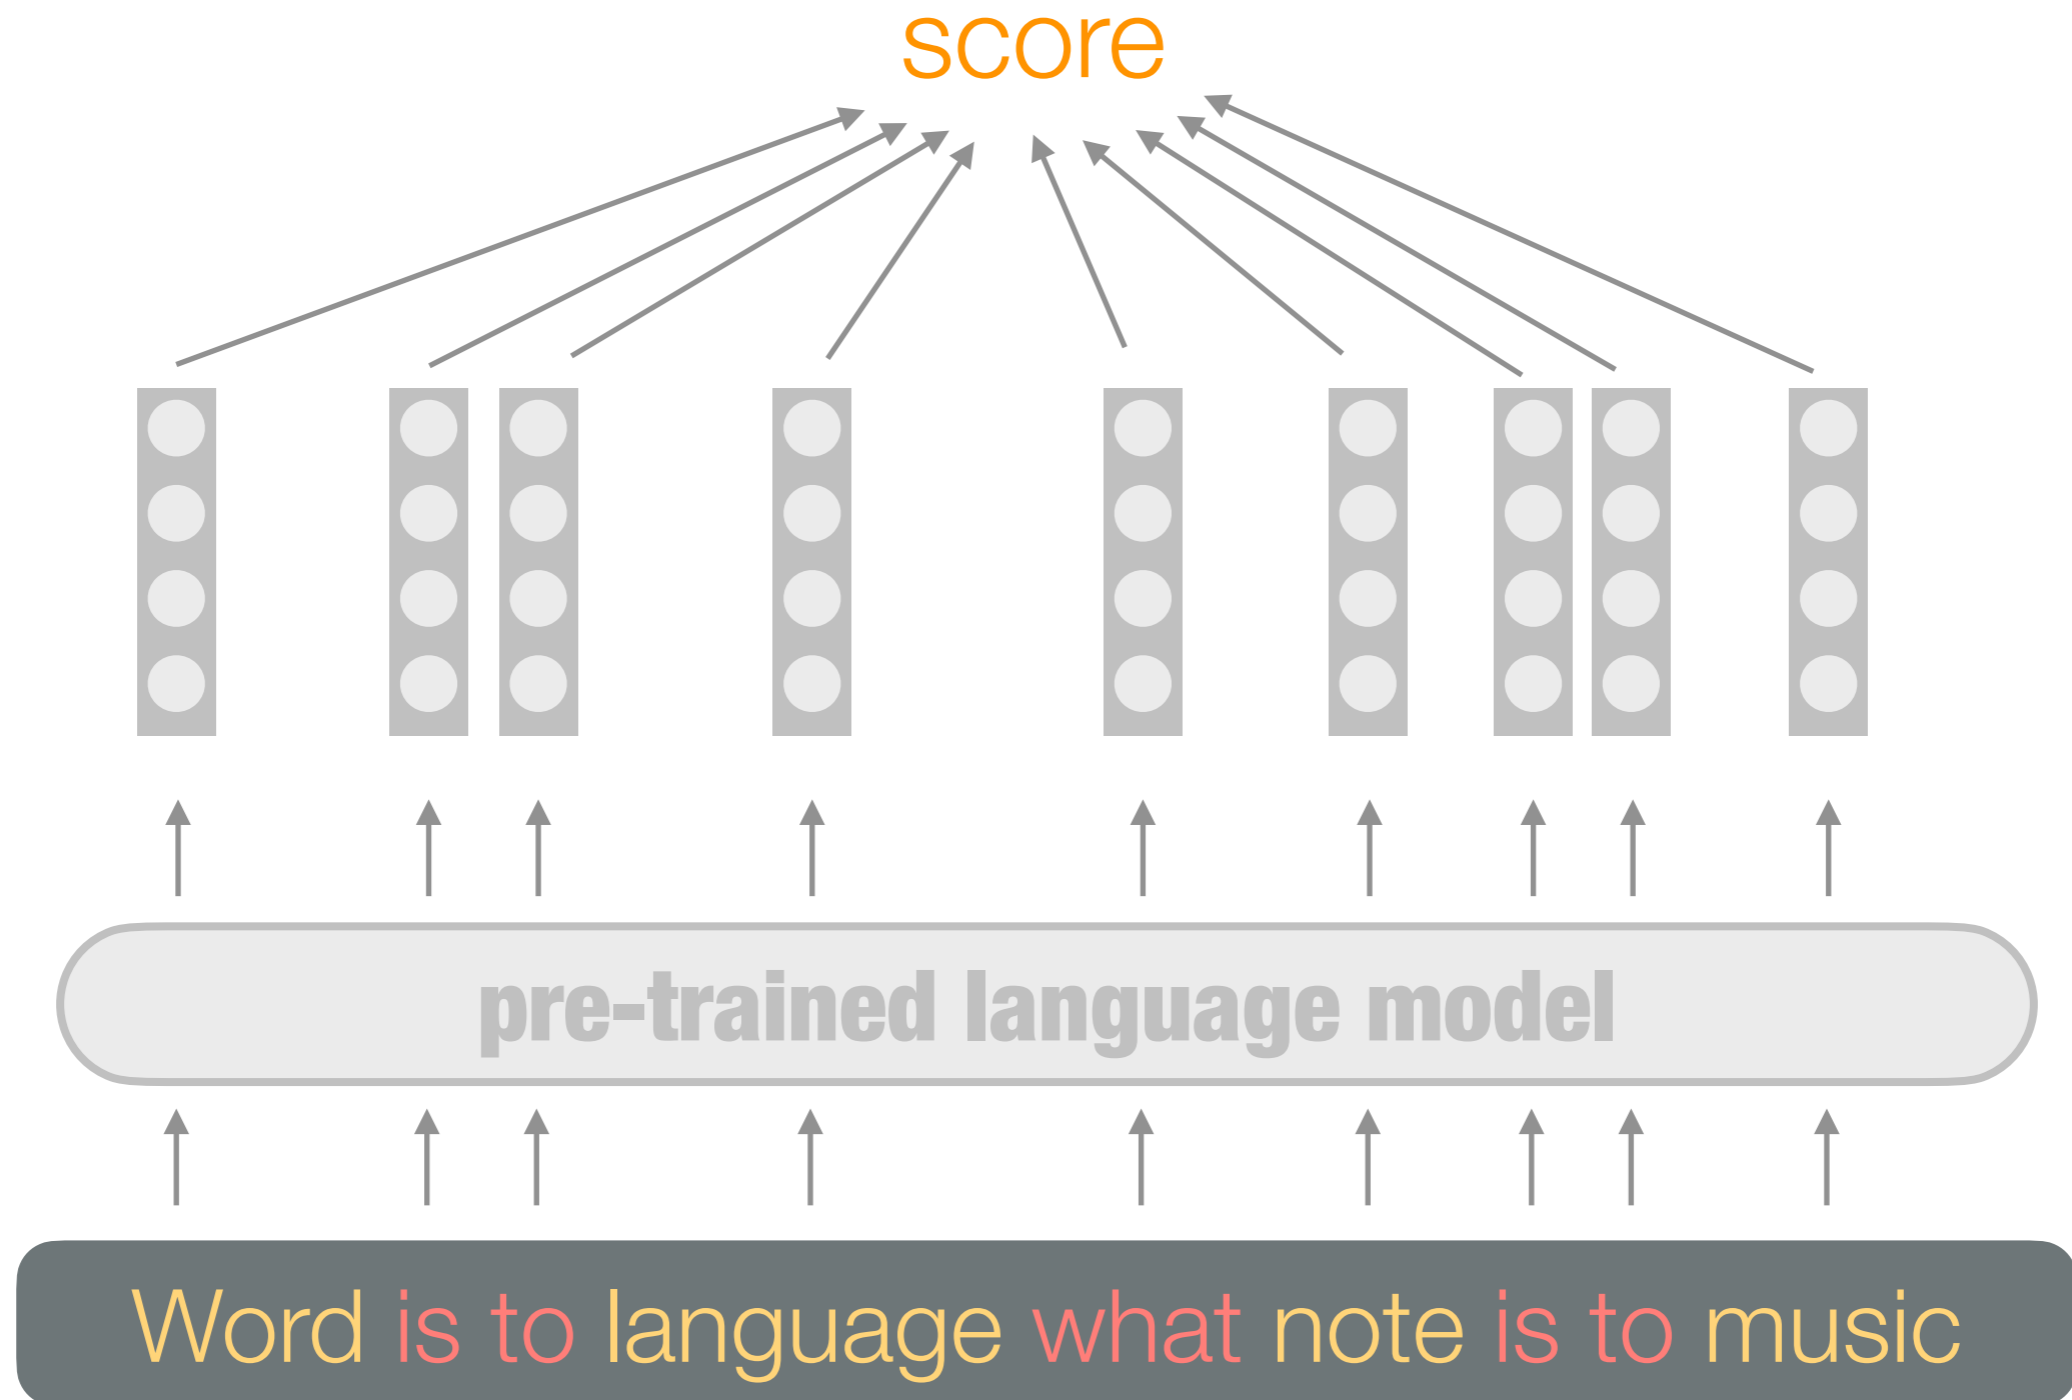 score
pre-trained language model
Word is to language what note is to music